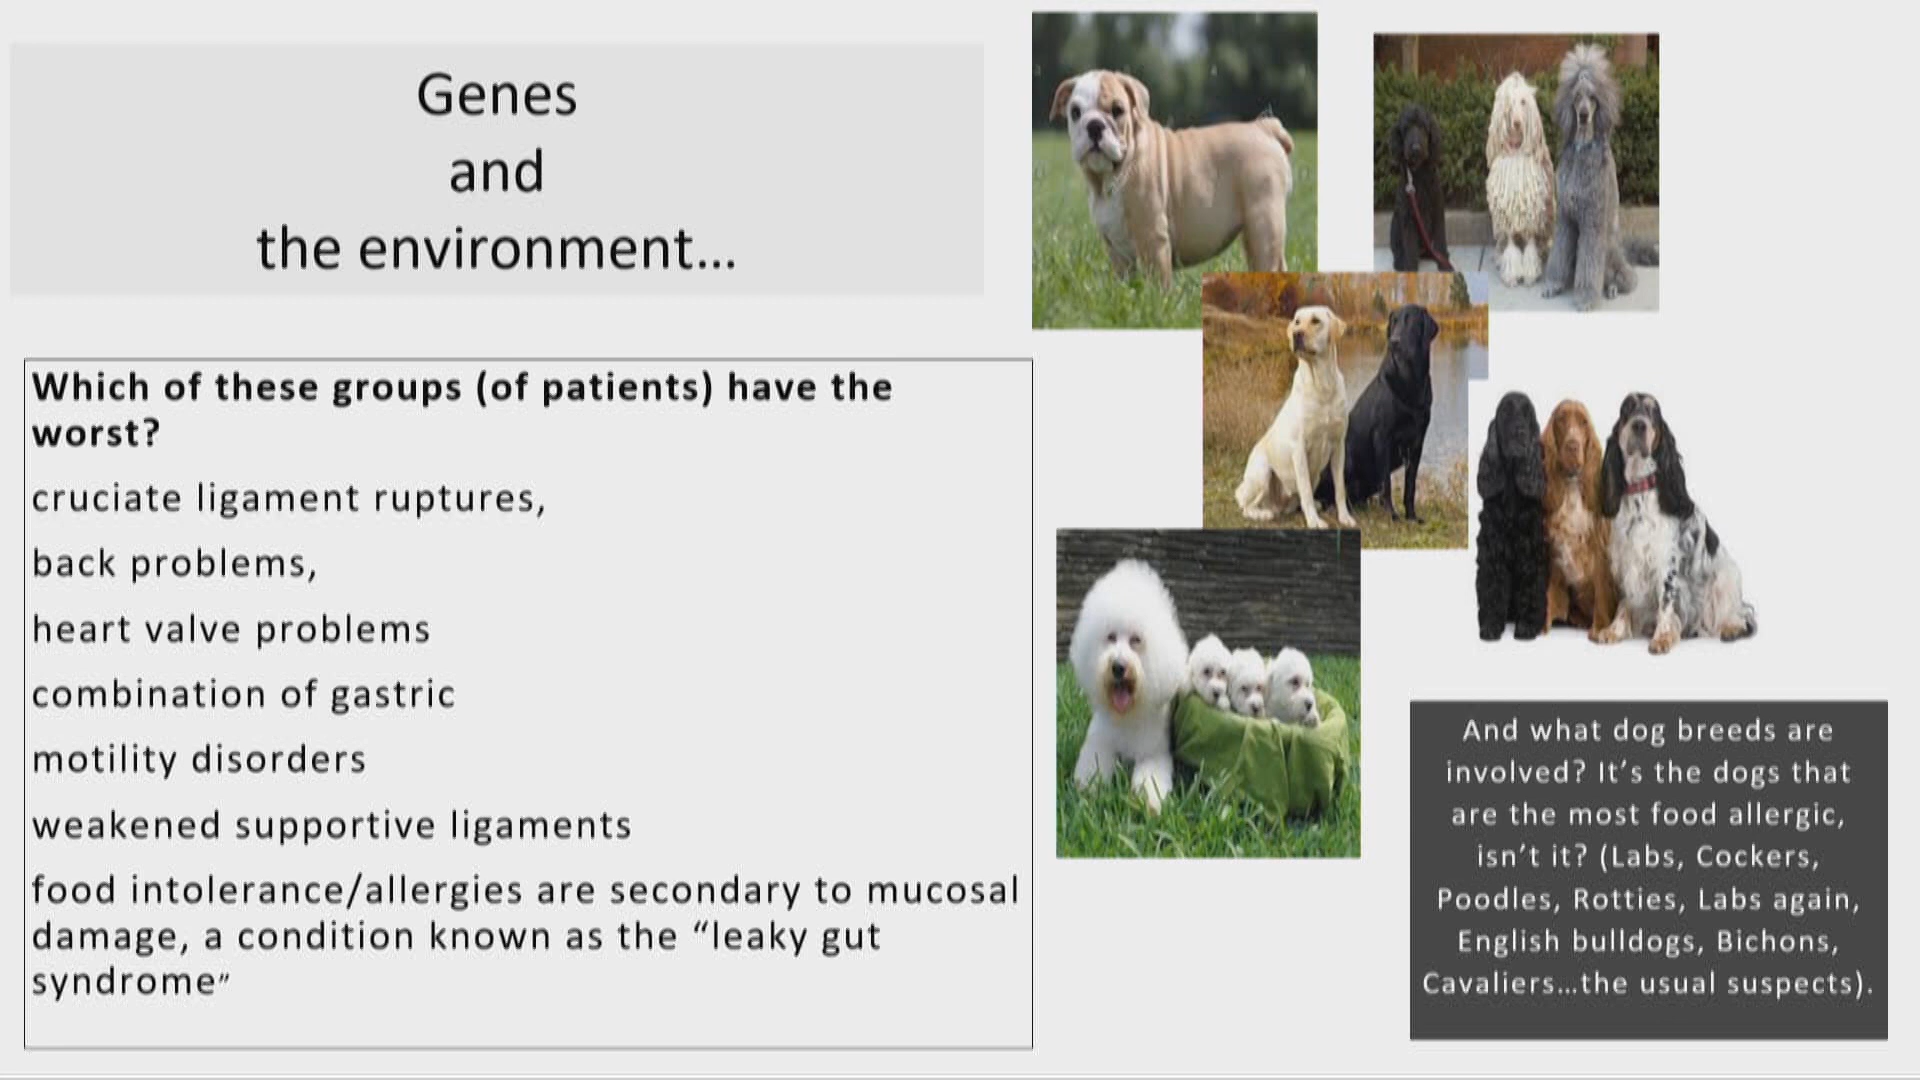 Genes
and
the environment...
Which of these groups (of patients) have the
worst?
cruciate ligament ruptures,
back problems,
heart valve problems
combination of gastric
motility disorders
weakened supportive ligaments
food intolerance/allergies are secondary to mucosal
damage, a condition known as the “leaky gut
syndrome”
And what dog breeds are
involved? It’s the dogs that
are the most food allergic,
isn’t it? (Labs, Cockers,
Poodles, Rotties, Labs again,
English bulldogs, Bichons,
Cavaliers...the usual suspects).